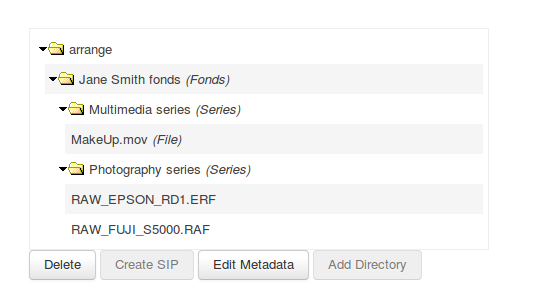 arrange
Jane Smith fonds (Fonds)
Multimedia series (Series)
MakeUp.mov (File)
Photography series (Series)
RAW_EPSON_RD1.ERF
RAW_FUJI_S5000.RAF
Delete Create SIP Edit Metadata Add Directory